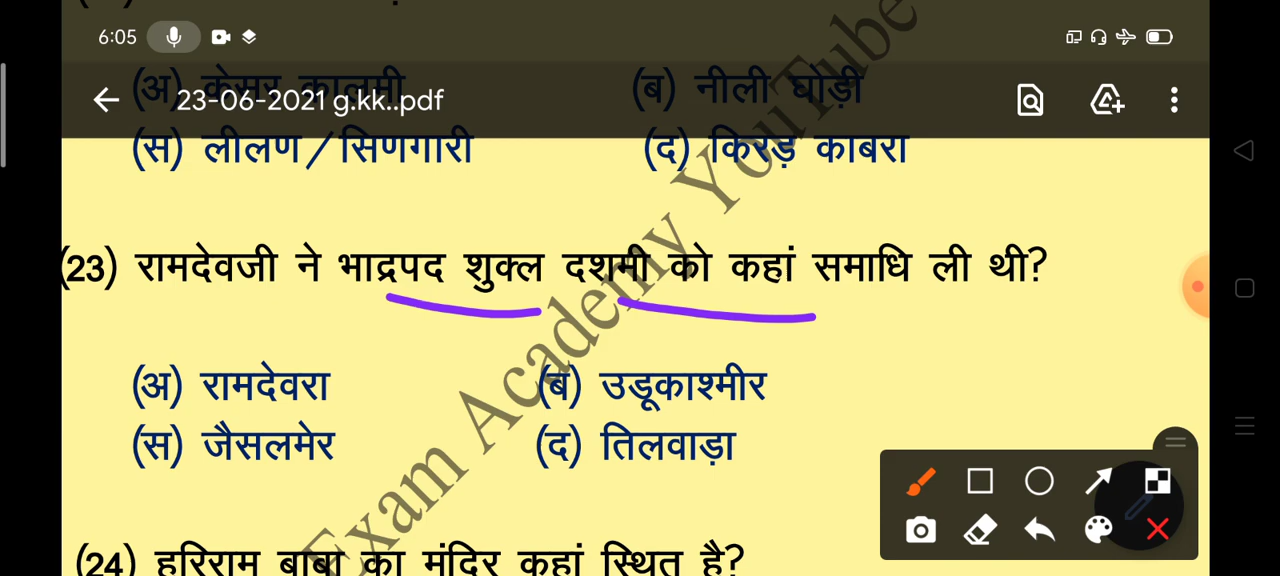 6:05
(अ) केसर कालमी (ब) नीली घोड़ी
23-06-2021 g.kk..pdf
(स) लीलण/सिणगारी (द) किरड़ काबरा
(23) रामदेवजी ने भाद्रपद शुक्ल दशमी को कहां समाधि ली थी?
(अ) रामदेवरा (ब) उडूकाश्मीर
(स) जैसलमेर (द) तिलवाड़ा
(24) हरिराम बाबा का मंदिर कहां स्थित है?
Exam Academy YouTube